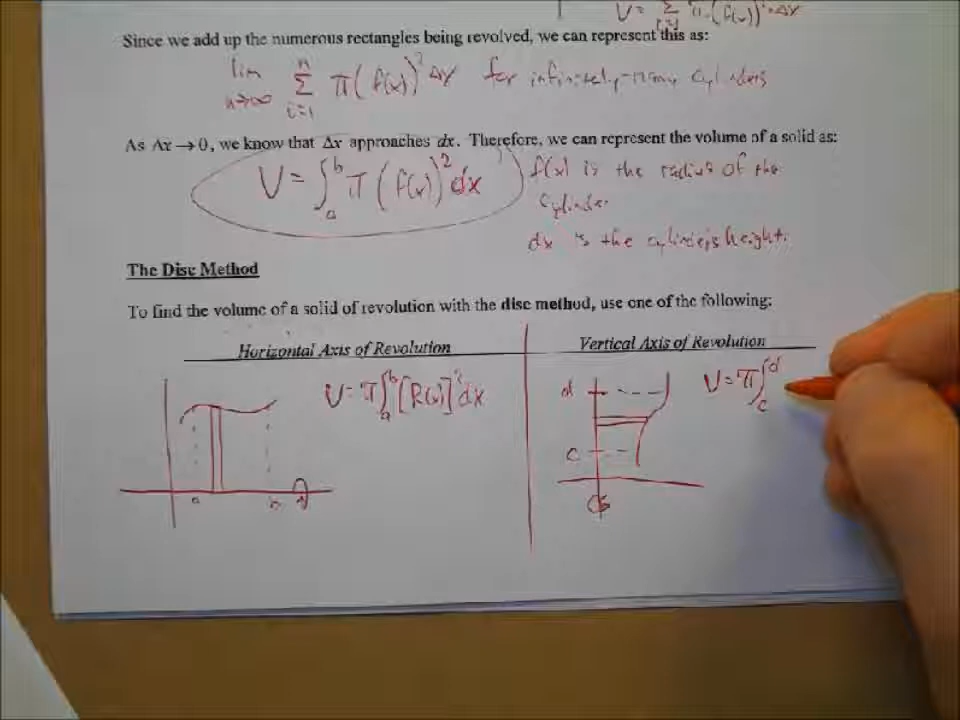 V = Σ i=1 π (f(x))² Δx
Since we add up the numerous rectangles being revolved, we can represent this as:
lim n→∞ Σ i=1 n π(f(x))² Δx for infinitely-many cylinders
As Δx → 0, we know that Δx approaches dx. Therefore, we can represent the volume of a solid as:
V = ∫ a b π (f(x))² dx
f(x) is the radius of the
cylinder
dx is the cylinder's height.
The Disc Method
To find the volume of a solid of revolution with the disc method, use one of the following:
Horizontal Axis of Revolution
V = π ∫ a b [R(x)]² dx
a b
Vertical Axis of Revolution
V = π ∫ c d
d
c